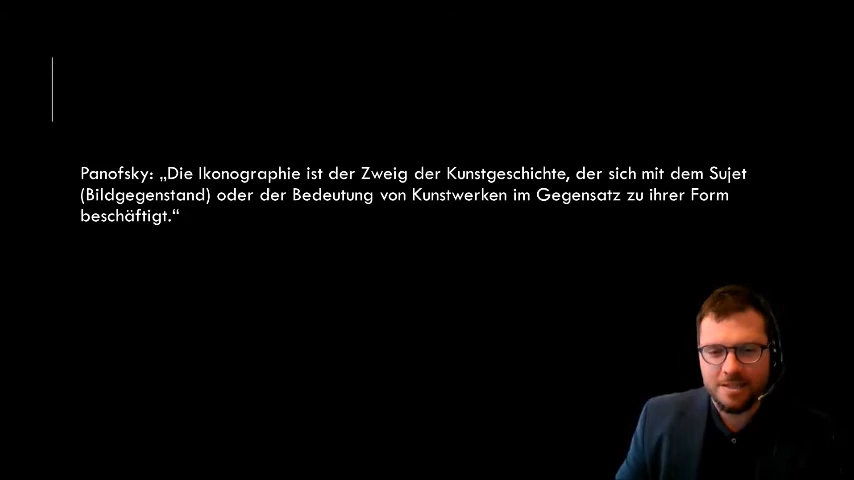 Panofsky: „Die Ikonographie ist der Zweig der Kunstgeschichte, der sich mit dem Sujet
(Bildgegenstand) oder der Bedeutung von Kunstwerken im Gegensatz zu ihrer Form
beschäftigt.“